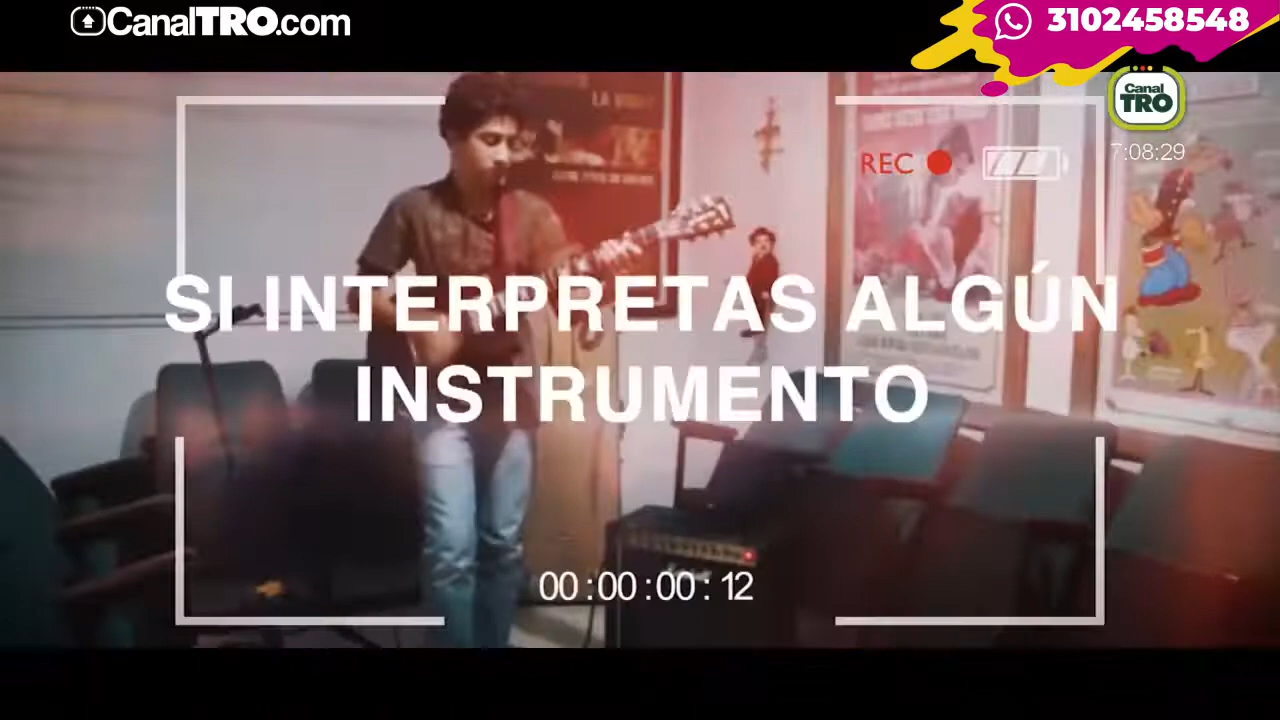 CanalTRO.com
3102458548
Canal
TRO
7:08:29
REC
SI INTERPRETAS ALGÚN
INSTRUMENTO
00:00:00:12